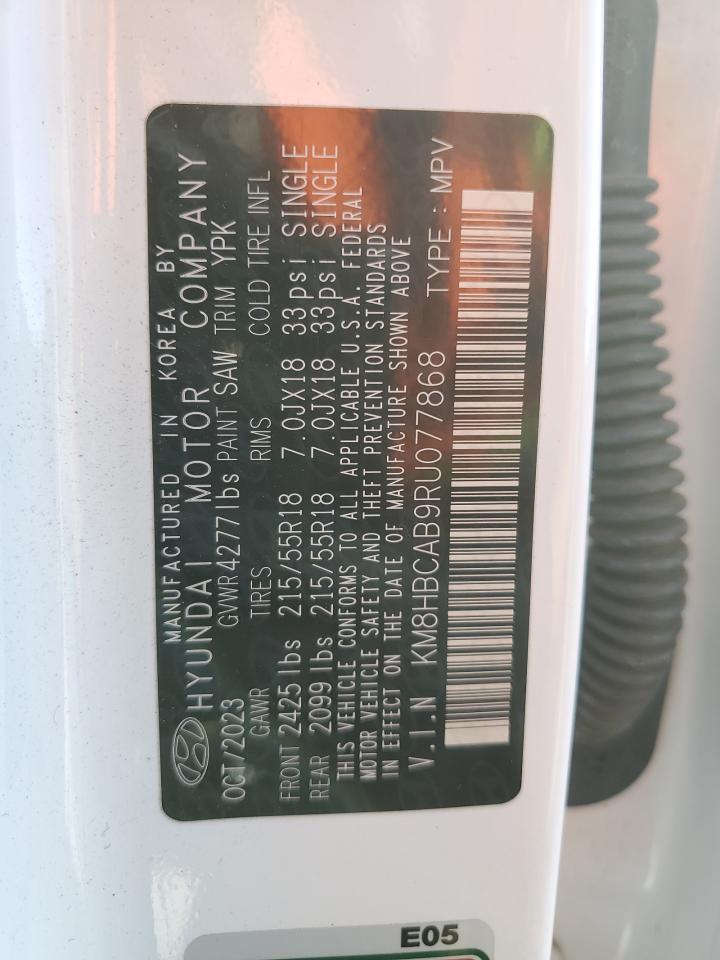 MANUFACTURED IN KOREA BY
HYUNDAI MOTOR COMPANY
OCT/2023 GVWR 4277 lbs PAINT SAW TRIM YPK
GAWR TIRES RIMS COLD TIRE INFL
FRONT 2425 lbs 215/55R18 7.0JX18 33psi SINGLE
REAR 2099 lbs 215/55R18 7.0JX18 33psi SINGLE
THIS VEHICLE CONFORMS TO ALL APPLICABLE U.S.A. FEDERAL
MOTOR VEHICLE SAFETY AND THEFT PREVENTION STANDARDS
IN EFFECT ON THE DATE OF MANUFACTURE SHOWN ABOVE
V.I.N KM8HBCAB9RU077868 TYPE : MPV
E05